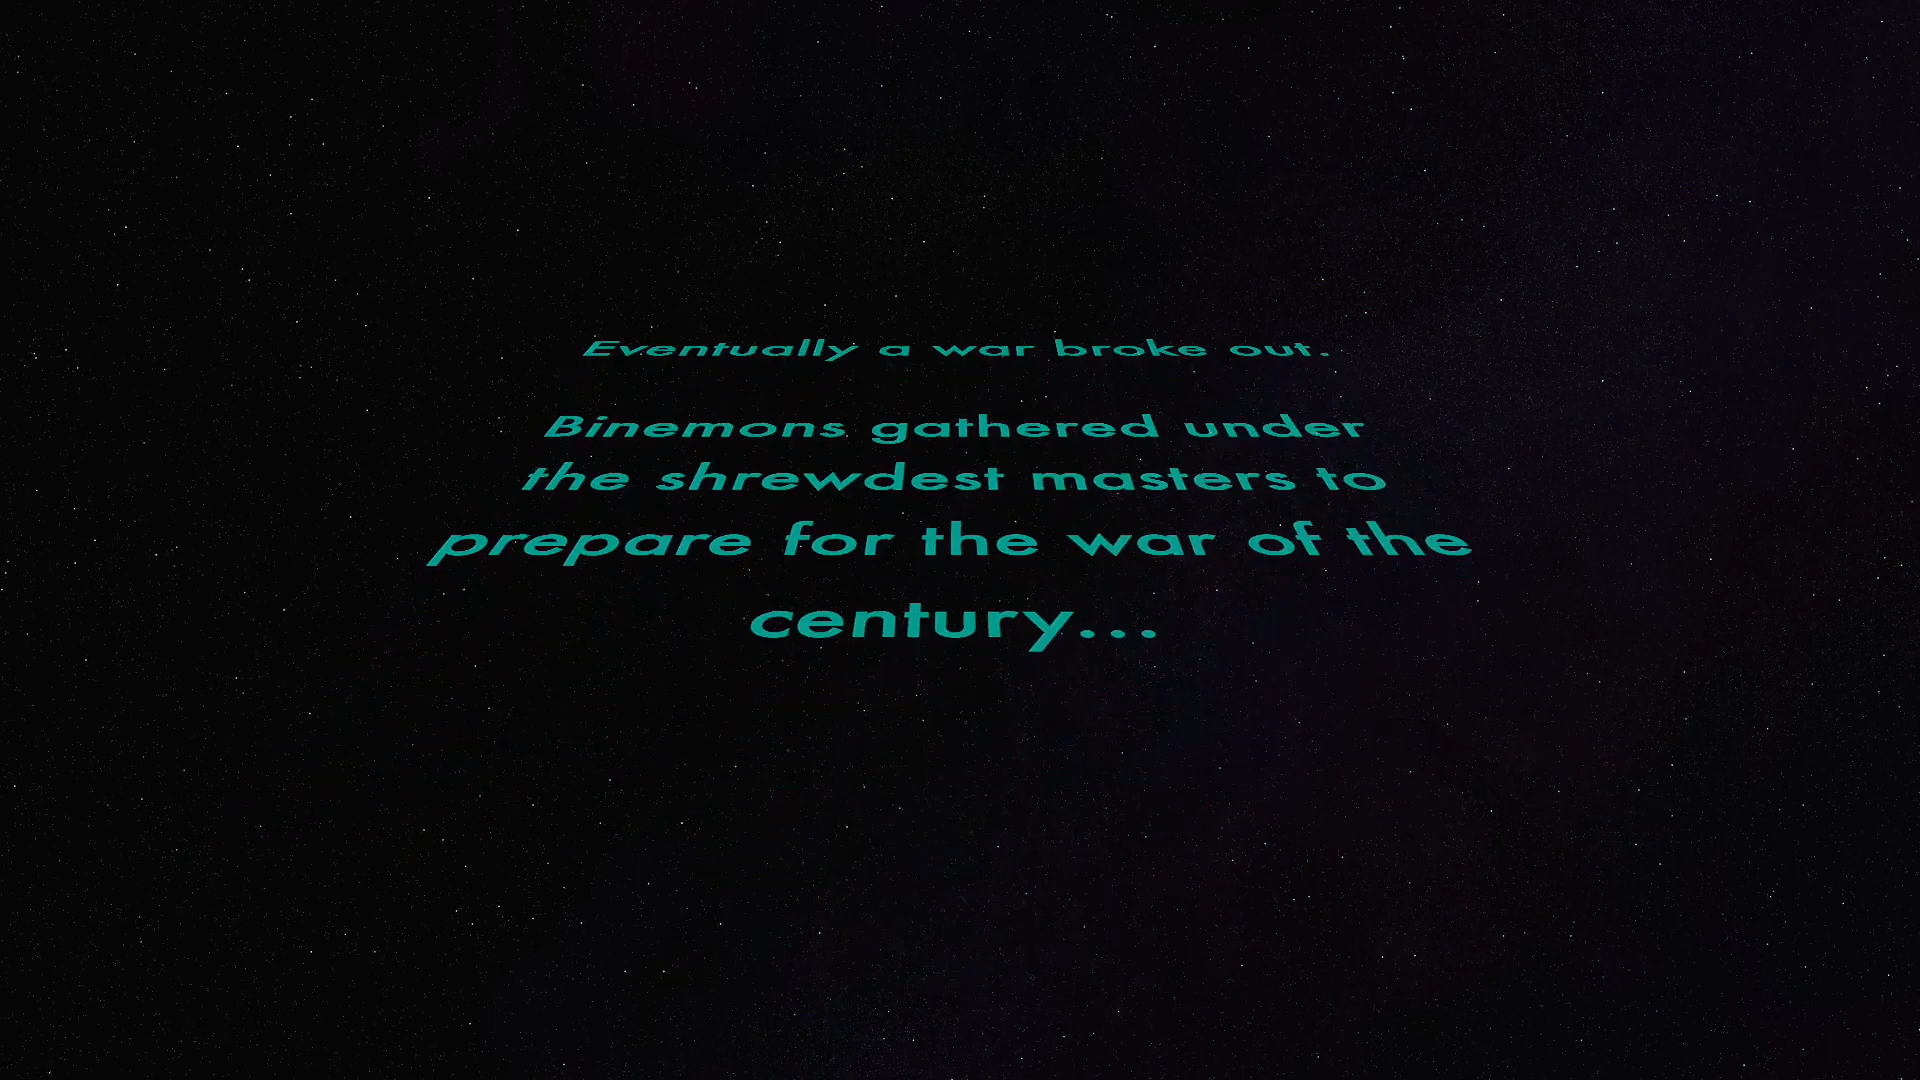 Eventually a war broke out.
Binemons gathered under
the shrewdest masters to
prepare for the war of the
century...